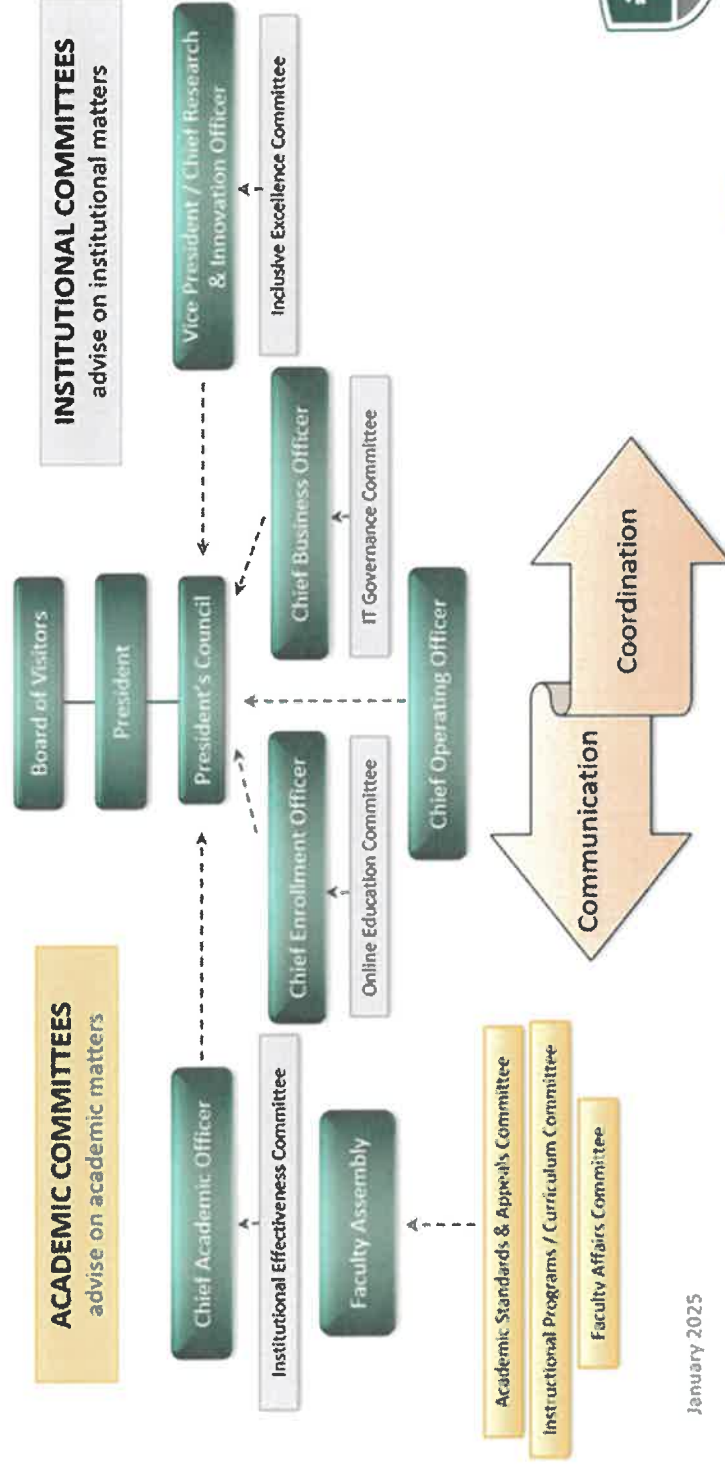 ACADEMIC COMMITTEES
advise on academic matters
INSTITUTIONAL COMMITTEES
advise on institutional matters
Board of Visitors
President
President's Council
Chief Academic Officer
Institutional Effectiveness Committee
Faculty Assembly
Academic Standards & Appeals Committee
Instructional Programs / Curriculum Committee
Faculty Affairs Committee
Chief Enrollment Officer
Online Education Committee
Chief Business Officer
IT Governance Committee
Vice President / Chief Research
& Innovation Officer
Inclusive Excellence Committee
Chief Operating Officer
Communication
Coordination
January 2025